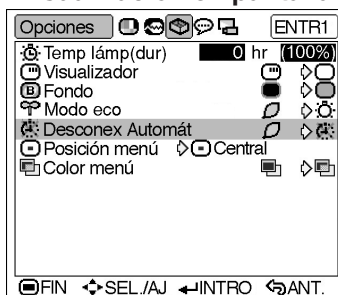 Opciones ENTR1
Temp lámp(dur) 0 hr (100%)
Visualizador
B Fondo
Modo eco
Desconex Automát
Posición menú Central
Color menú
FIN SEL./AJ INTRO ANT.